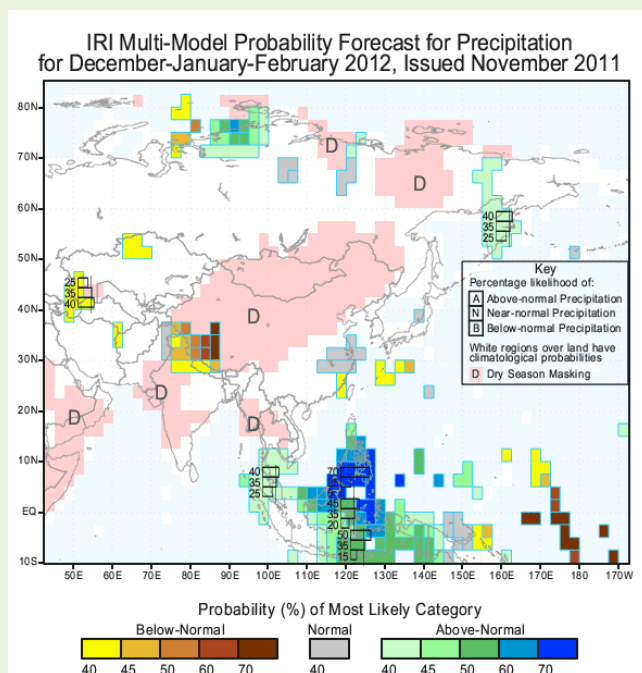 IRI Multi-Model Probability Forecast for Precipitation
for December-January-February 2012, Issued November 2011
80N
70N
60N
50N
40N
30N
20N
10N
EQ
10S
50E 60E 70E 80E 90E 100E 110E 120E 130E 140E 150E 160E 170E 180 170W
D
D
D
D
D
D
40
35
25
25
35
40
40
35
25
70
45
35
20
50
35
15
Key
Percentage likelihood of:
A Above-normal Precipitation
N Near-normal Precipitation
B Below-normal Precipitation
White regions over land have
climatological probabilities
D Dry Season Masking
Probability (%) of Most Likely Category
Below-Normal Normal Above-Normal
40 45 50 60 70 40 40 45 50 60 70